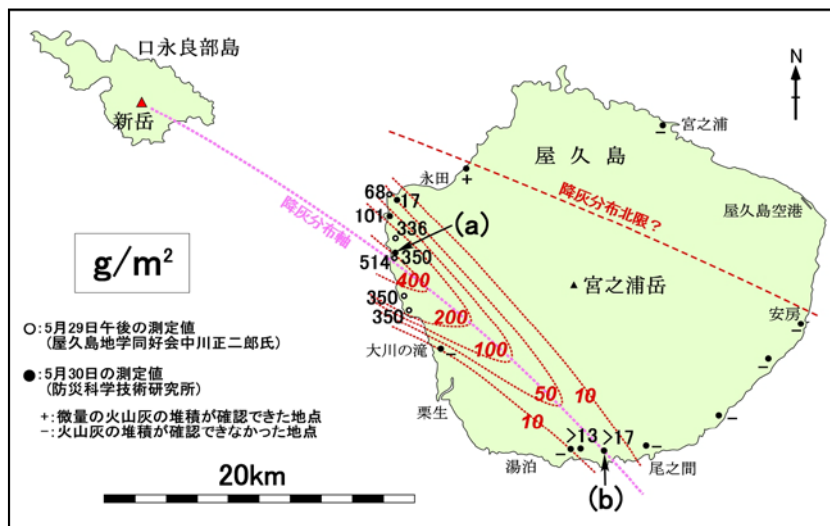 口永良部島
新岳
N
宮之浦
屋久島
永田
+
68
17
101
336
(a)
514
350
350
350
降灰分布軸
降灰分布北限?
屋久島空港
宮之浦岳
安房
g/m²
○:5月29日午後の測定値
(屋久島地学同好会中川正二郎氏)
●:5月30日の測定値
(防災科学技術研究所)
+:微量の火山灰の堆積が確認できた地点
−:火山灰の堆積が確認できなかった地点
400
200
100
50
10
10
大川の滝
栗生
湯泊
>13
>17
尾之間
(b)
20km